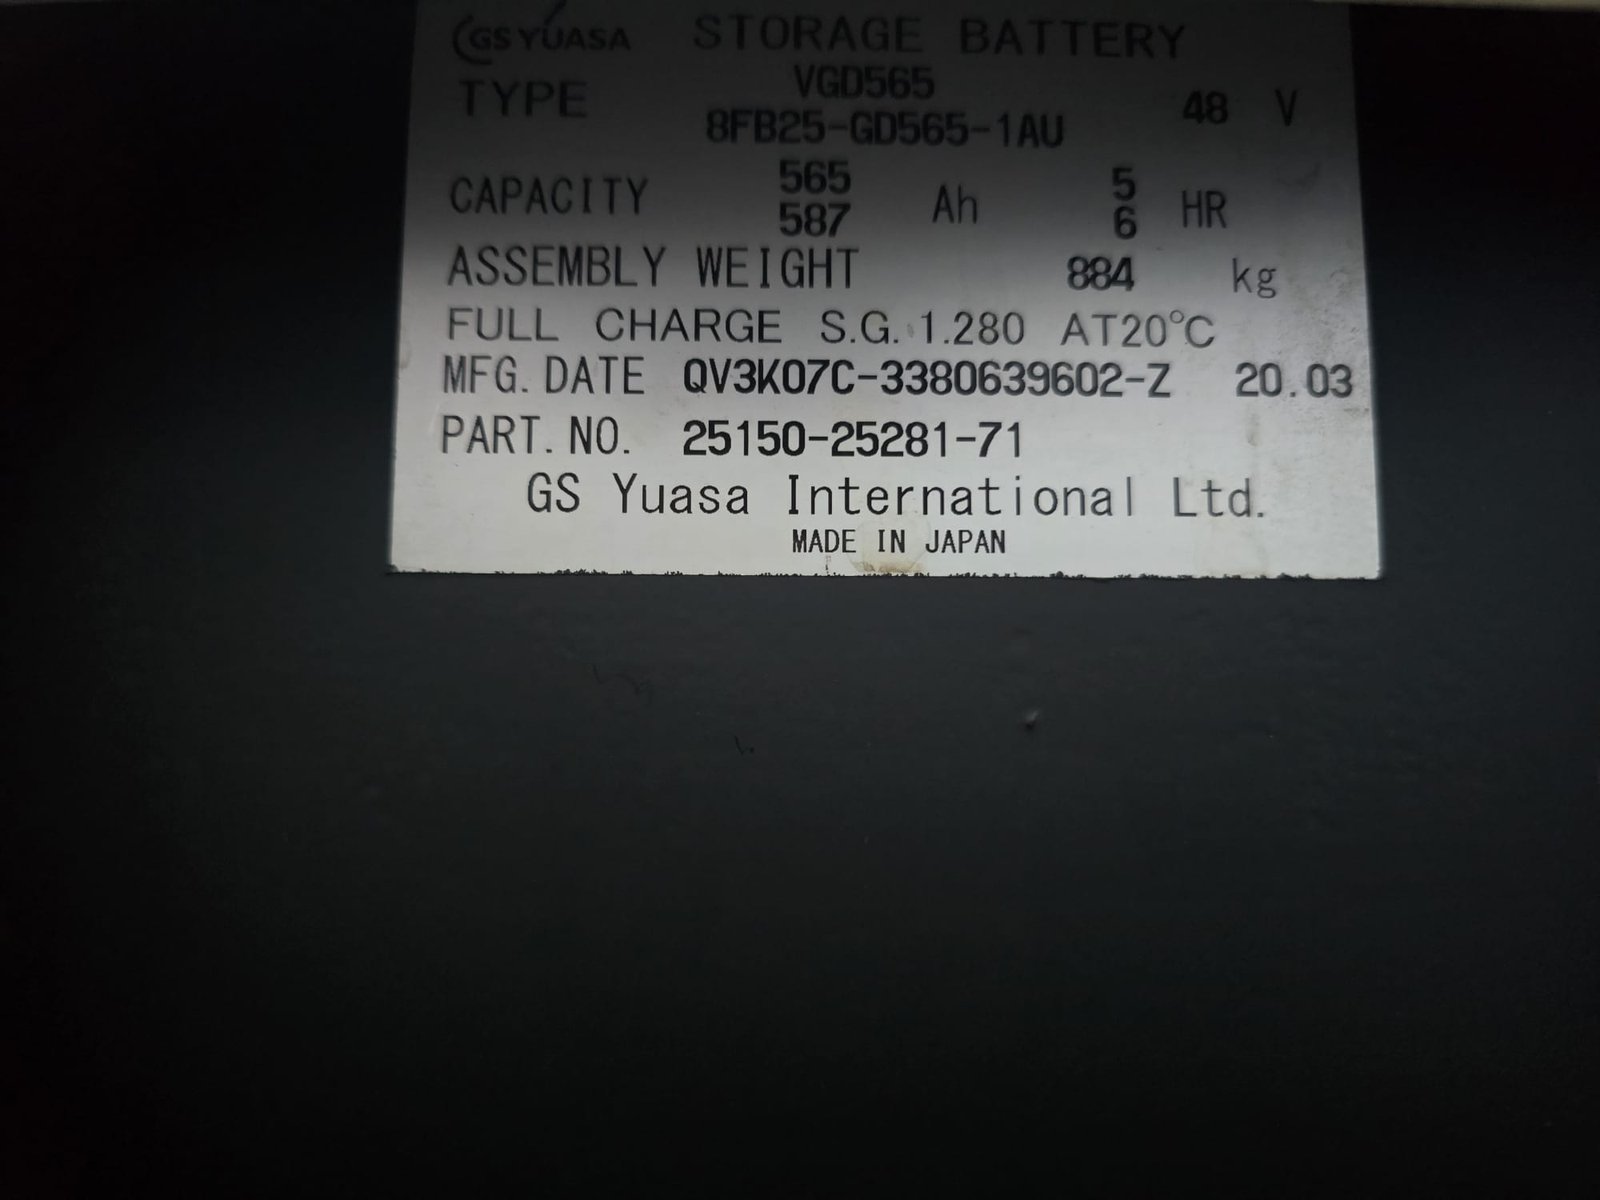 GS YUASA STORAGE BATTERY
TYPE VGD565 48 V
8FB25-GD565-1AU
CAPACITY 565 Ah 5 HR
587 6
ASSEMBLY WEIGHT 884 kg
FULL CHARGE S.G. 1.280 AT20°C
MFG. DATE QV3K07C-3380639602-Z 20.03
PART. NO. 25150-25281-71
GS Yuasa International Ltd.
MADE IN JAPAN